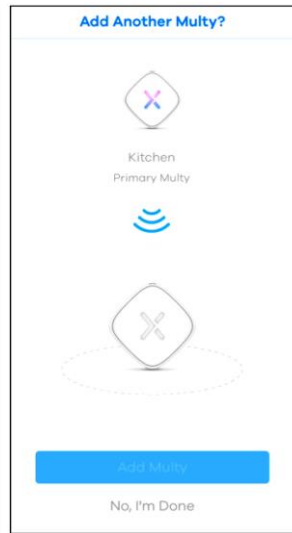 Add Another Multy?
Kitchen
Primary Multy
Add Multy
No, I'm Done